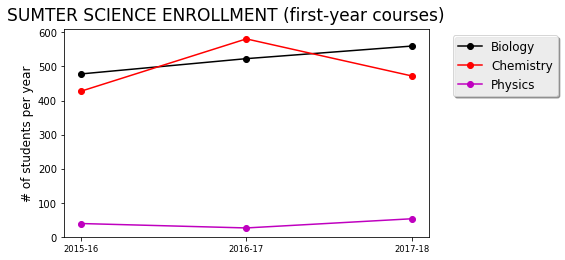 SUMTER SCIENCE ENROLLMENT (first-year courses)
# of students per year
600
500
400
300
200
100
0
2015-16
2016-17
2017-18
Biology
Chemistry
Physics